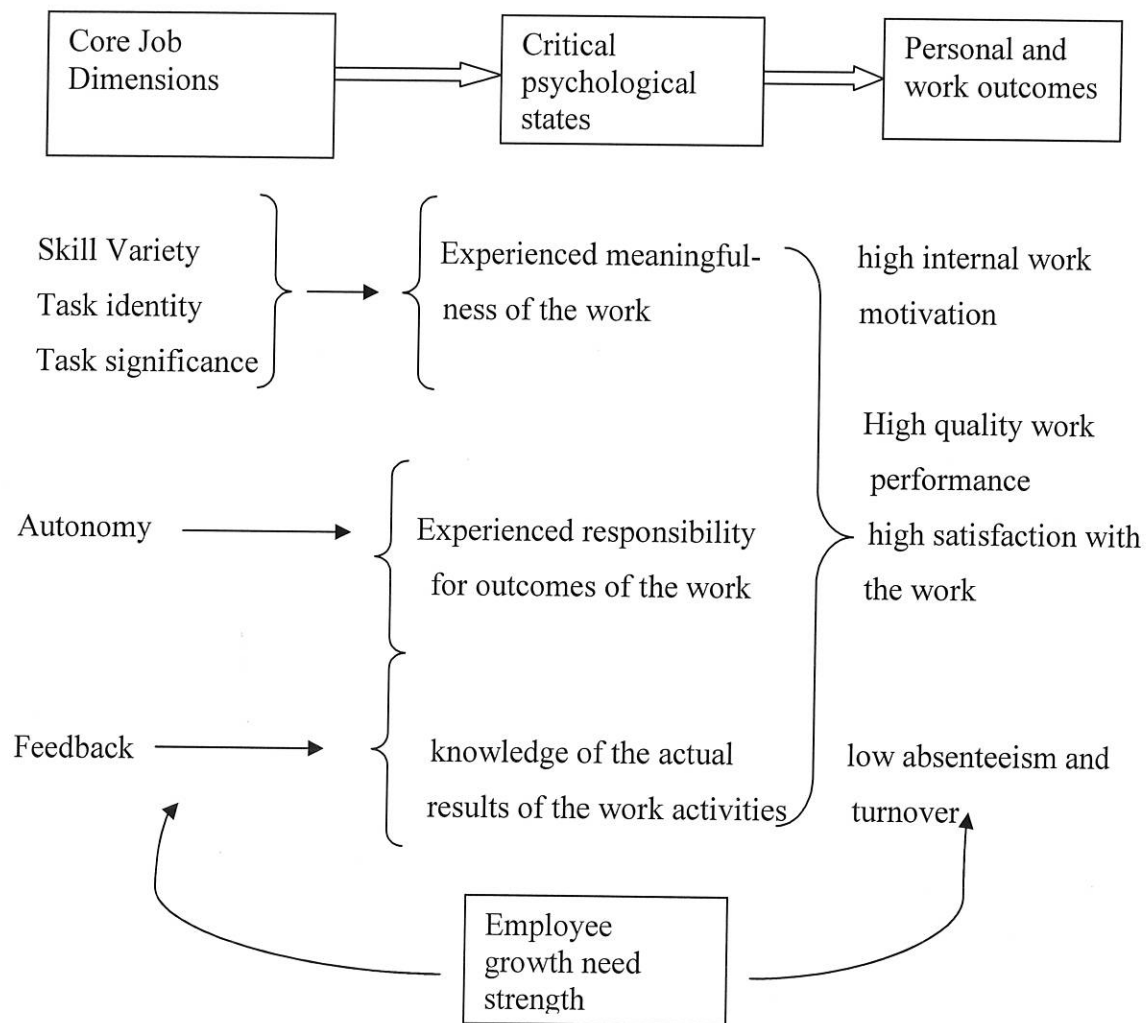 Core Job
Dimensions
Critical
psychological
states
Personal and
work outcomes
Skill Variety
Task identity
Task significance
Experienced meaningful-
ness of the work
high internal work
motivation
High quality work
performance
high satisfaction with
the work
Autonomy
Experienced responsibility
for outcomes of the work
Feedback
knowledge of the actual
results of the work activities
low absenteeism and
turnover
Employee
growth need
strength